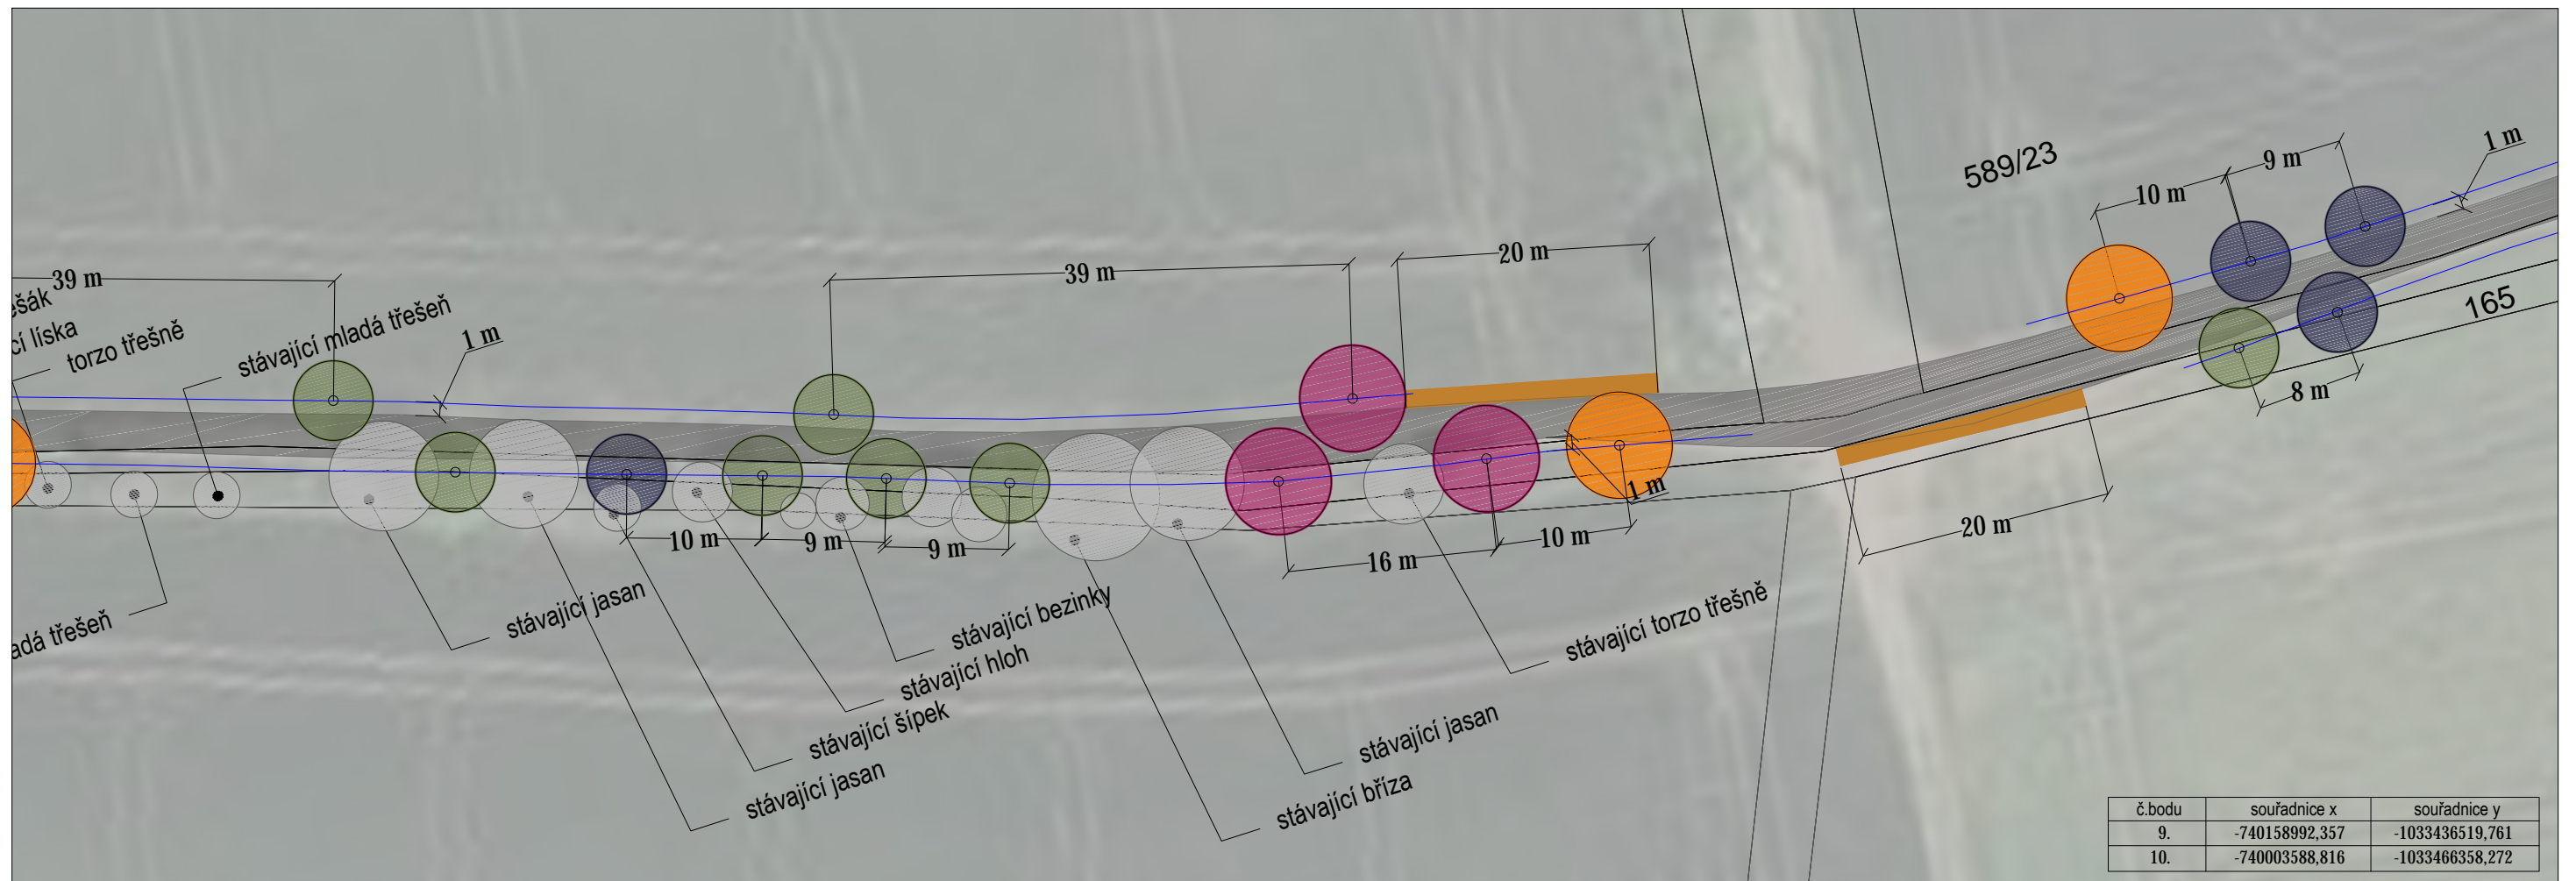 589/23
1 m
9 m
10 m
20 m
39 m
39 m
ešák
cí líska
torzo třešně
stávající mladá třešeň
1 m
165
8 m
1 m
10 m
9 m
9 m
16 m
10 m
20 m
adá třešeň
stávající jasan
stávající bezinky
stávající hloh
stávající šípek
stávající jasan
stávající torzo třešně
stávající jasan
stávající bříza
č.bodu souřadnice x souřadnice y
9. -740158992,357 -1033436519,761
10. -740003588,816 -1033466358,272